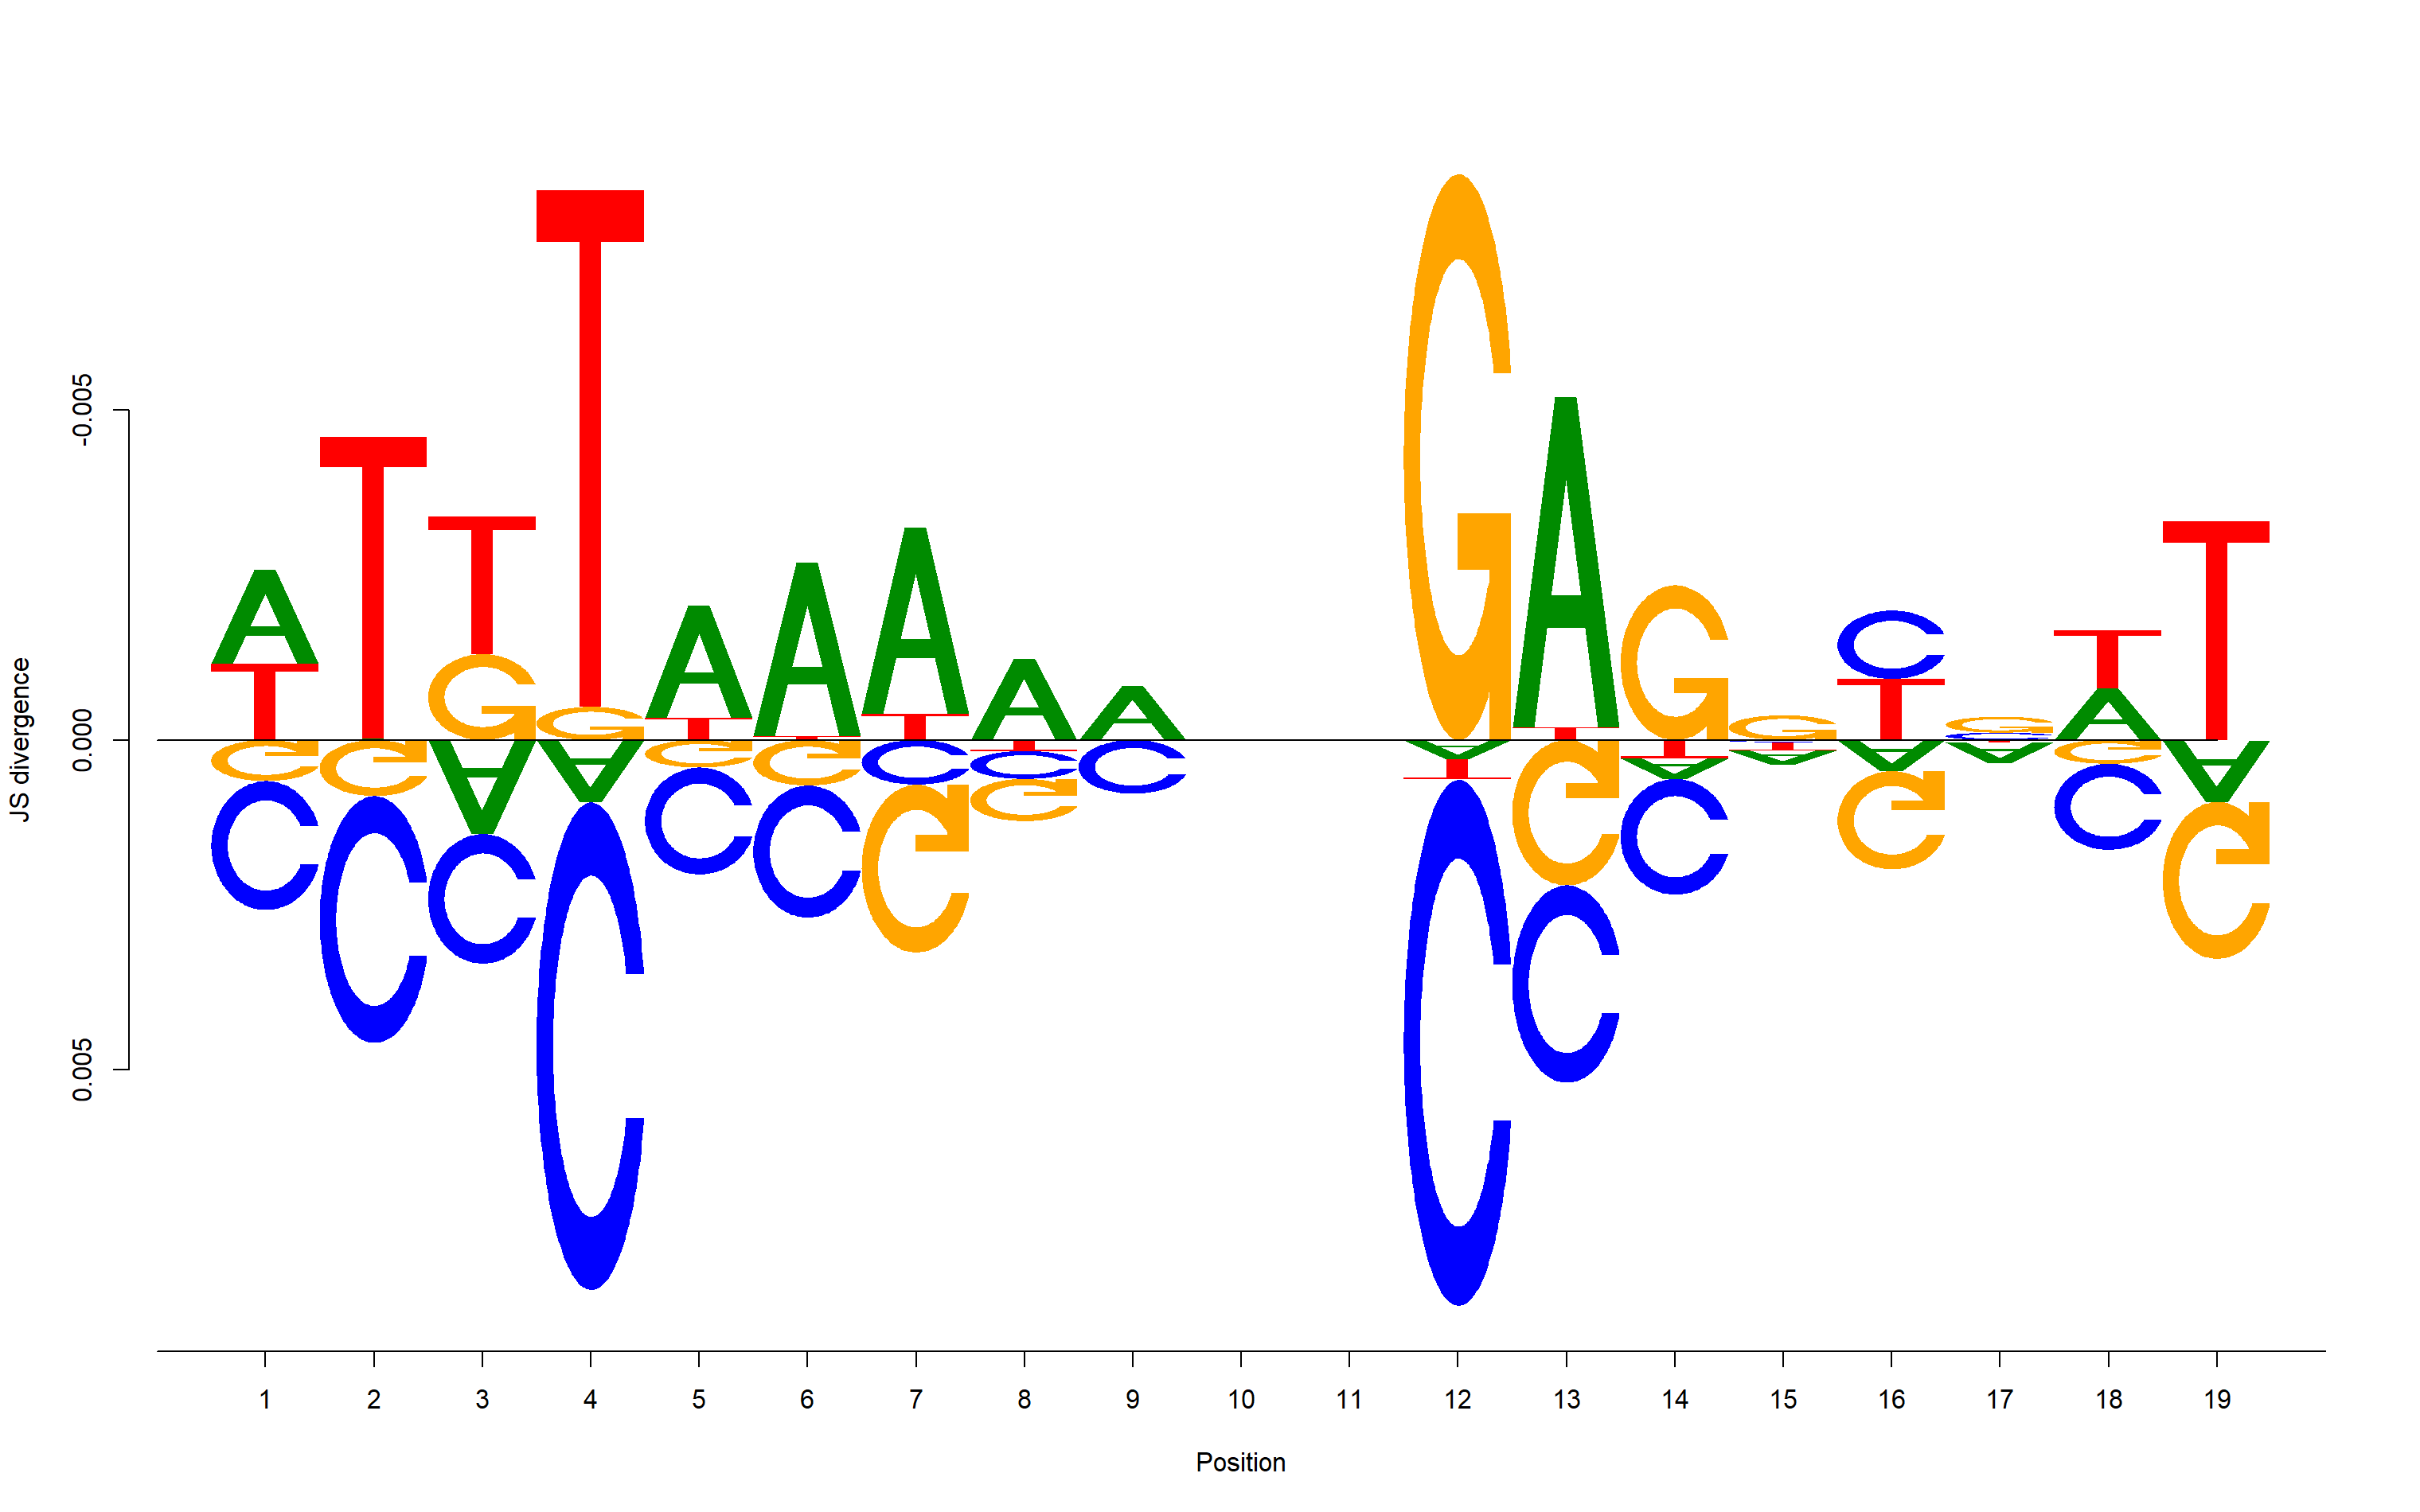 JS divergence
-0.005
0.000
0.005
A T T T A A A A A G A G G C G T T
T G G T T T T T C T A T
G G A A G G C T C A G T C T A C T G A
C C C C C C G C T C C A A G A C G
G C
1 2 3 4 5 6 7 8 9 10 11 12 13 14 15 16 17 18 19
Position